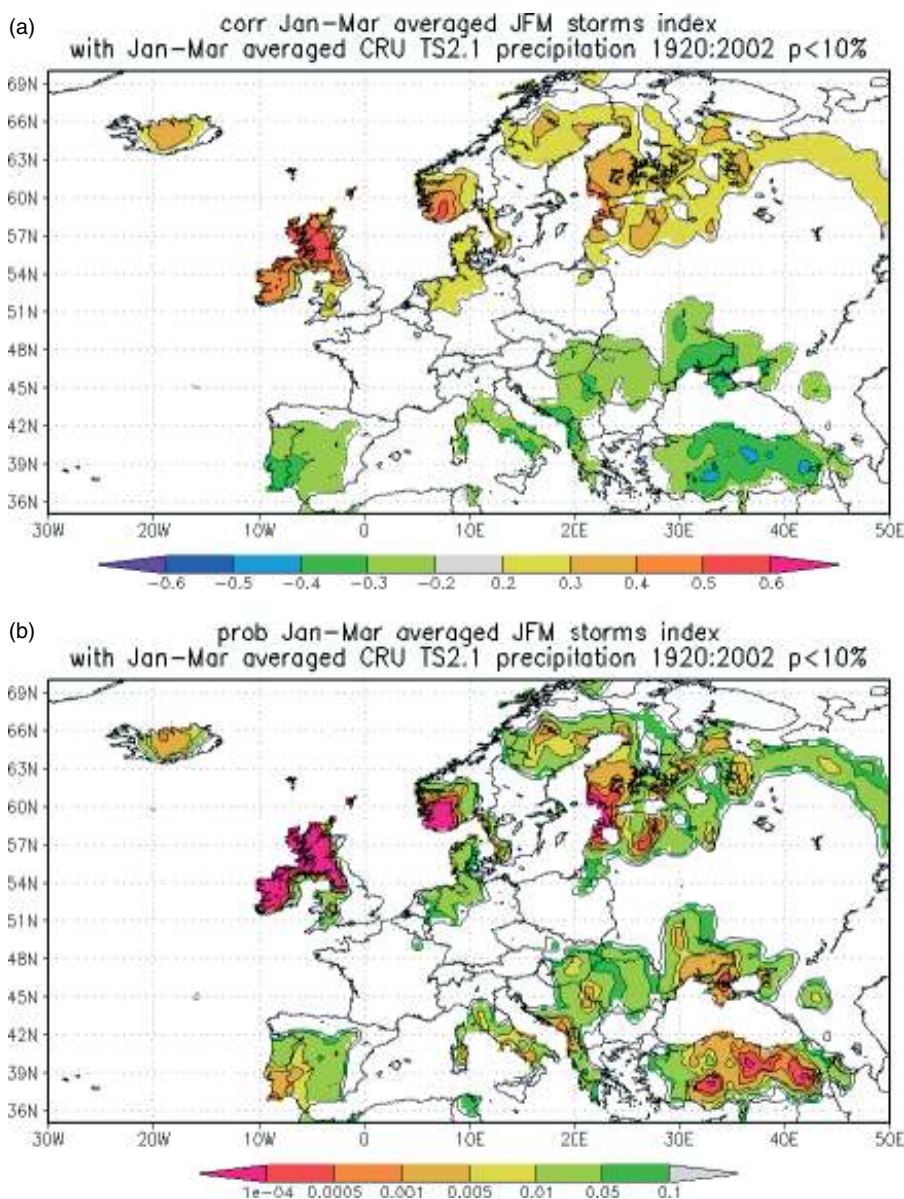 (a)
corr Jan-Mar averaged JFM storms index
with Jan-Mar averaged CRU TS2.1 precipitation 1920:2002 p<10%
69N
66N
63N
60N
57N
54N
51N
48N
45N
42N
39N
36N
30W 20W 10W 0 10E 20E 30E 40E 50E
-0.6 -0.5 -0.4 -0.3 -0.2 0.2 0.3 0.4 0.5 0.6
(b)
prob Jan-Mar averaged JFM storms index
with Jan-Mar averaged CRU TS2.1 precipitation 1920:2002 p<10%
69N
66N
63N
60N
57N
54N
51N
48N
45N
42N
39N
36N
30W 20W 10W 0 10E 20E 30E 40E 50E
1e-04 0.0005 0.001 0.005 0.01 0.05 0.1